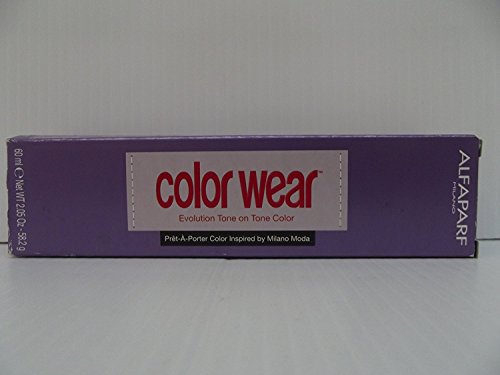 60 ml ℮ Net WT 2.05 Oz - 58.2 g
color wear™
Evolution Tone on Tone Color
Prêt-À-Porter Color Inspired by Milano Moda
ALFAPARF
MILANO